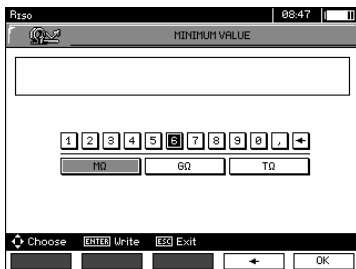 RISO 08:47
MINIMUM VALUE
1 2 3 4 5 6 7 8 9 0 , ←
MΩ GΩ TΩ
Choose ENTER Write ESC Exit
← OK